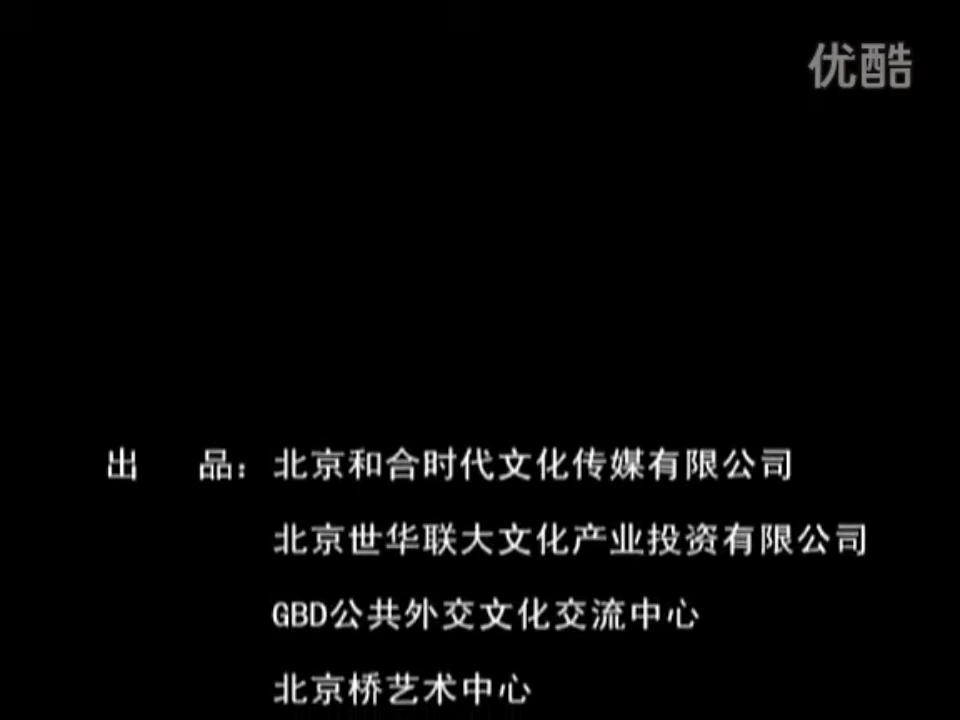 优酷
出 品：北京和合时代文化传媒有限公司
北京世华联大文化产业投资有限公司
GBD公共外交文化交流中心
北京桥艺术中心